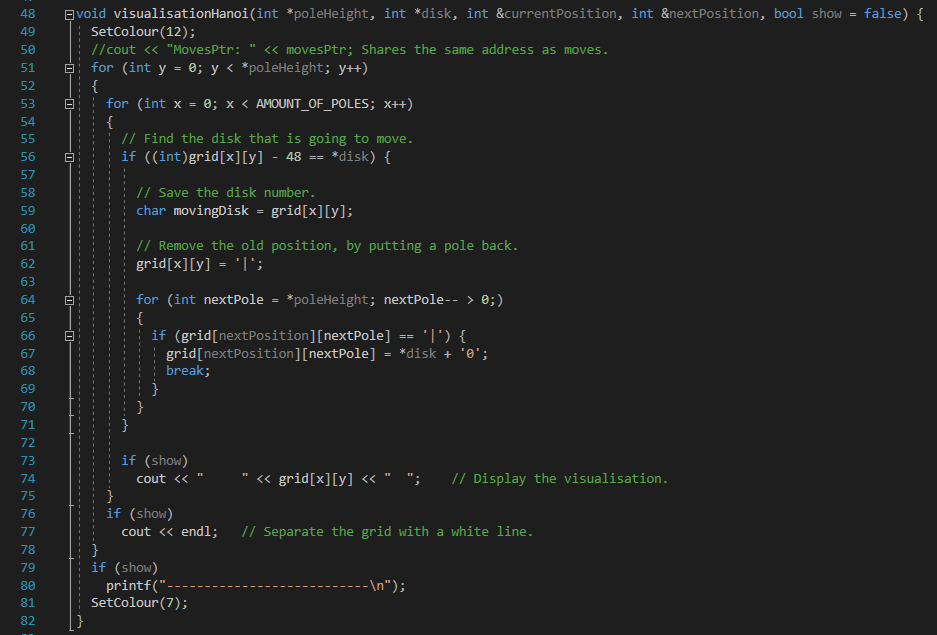 48 void visualisationHanoi(int *poleHeight, int *disk, int &currentPosition, int &nextPosition, bool show = false) {
49 SetColour(12);
50 //cout << "MovesPtr: " << movesPtr; Shares the same address as moves.
51 for (int y = 0; y < *poleHeight; y++)
52 {
53 for (int x = 0; x < AMOUNT_OF_POLES; x++)
54 {
55 // Find the disk that is going to move.
56 if ((int)grid[x][y] - 48 == *disk) {
57
58 // Save the disk number.
59 char movingDisk = grid[x][y];
60
61 // Remove the old position, by putting a pole back.
62 grid[x][y] = '|';
63
64 for (int nextPole = *poleHeight; nextPole-- > 0;)
65 {
66 if (grid[nextPosition][nextPole] == '|') {
67 grid[nextPosition][nextPole] = *disk + '0';
68 break;
69 }
70 }
71 }
72
73 if (show)
74 cout << "     " << grid[x][y] << "  ";    // Display the visualisation.
75 }
76 if (show)
77 cout << endl;   // Separate the grid with a white line.
78 }
79 if (show)
80 printf("---------------------------\n");
81 SetColour(7);
82 }